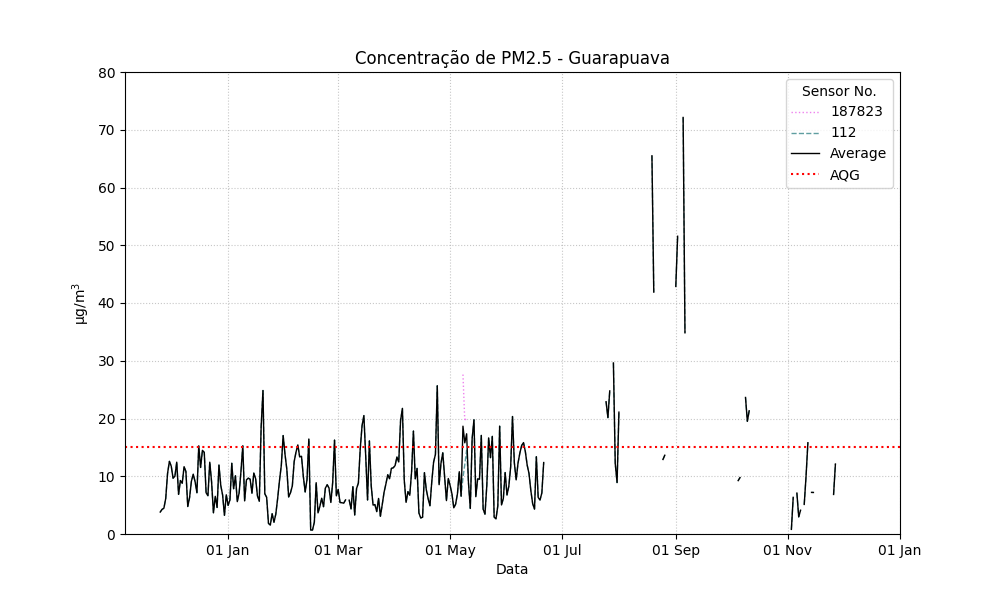 Concentração de PM2.5 - Guarapuava
80
70
60
50
40
30
20
10
0
µg/m³
Sensor No.
187823
112
Average
AQG
01 Jan
01 Mar
01 May
01 Jul
01 Sep
01 Nov
01 Jan
Data